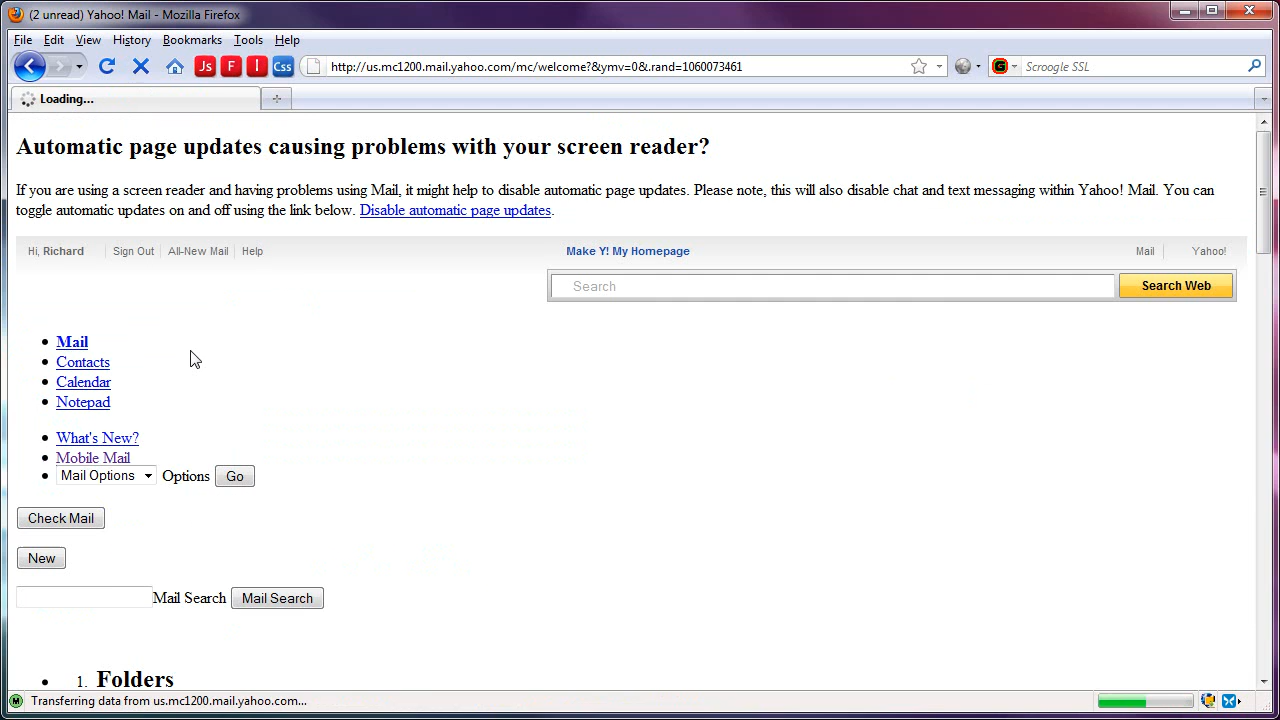 (2 unread) Yahoo! Mail - Mozilla Firefox
File Edit View History Bookmarks Tools Help
Js F I Css http://us.mc1200.mail.yahoo.com/mc/welcome?&ymv=0&.rand=1060073461 G Scroogle SSL
Loading...
Automatic page updates causing problems with your screen reader?
If you are using a screen reader and having problems using Mail, it might help to disable automatic page updates. Please note, this will also disable chat and text messaging within Yahoo! Mail. You can
toggle automatic updates on and off using the link below. Disable automatic page updates.
Hi, Richard Sign Out All-New Mail Help Make Y! My Homepage Mail Yahoo!
Search Search Web
Mail
Contacts
Calendar
Notepad
What's New?
Mobile Mail
Mail Options Options Go
Check Mail
New
Mail Search Mail Search
1. Folders
M Transferring data from us.mc1200.mail.yahoo.com...